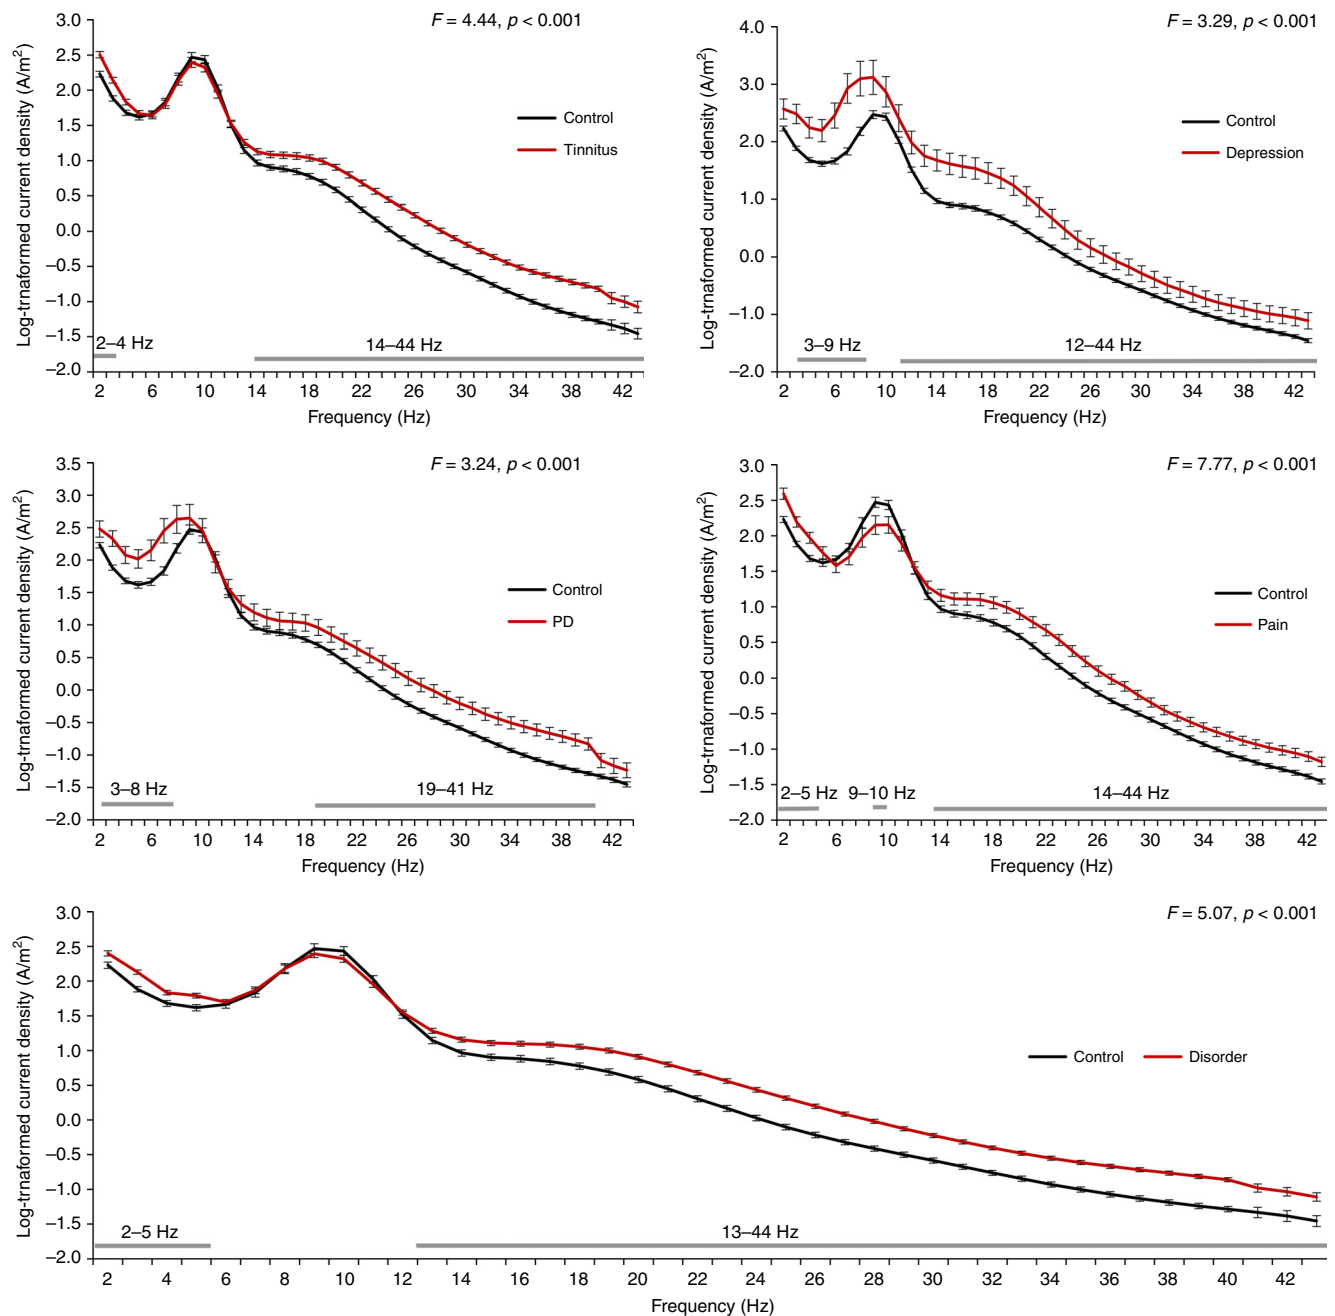 F = 4.44, p < 0.001
Log-trnaformed current density (A/m²)
3.0
2.5
2.0
1.5
1.0
0.5
0.0
–0.5
–1.0
–1.5
–2.0
Control
Tinnitus
2–4 Hz
14–44 Hz
2 6 10 14 18 22 26 30 34 38 42
Frequency (Hz)
F = 3.29, p < 0.001
Log-trnaformed current density (A/m²)
4.0
3.0
2.0
1.0
0.0
–1.0
–2.0
Control
Depression
3–9 Hz
12–44 Hz
2 6 10 14 18 22 26 30 34 38 42
Frequency (Hz)
F = 3.24, p < 0.001
Log-trnaformed current density (A/m²)
3.5
3.0
2.5
2.0
1.5
1.0
0.5
0.0
–0.5
–1.0
–1.5
–2.0
Control
PD
3–8 Hz
19–41 Hz
2 6 10 14 18 22 26 30 34 38 42
Frequency (Hz)
F = 7.77, p < 0.001
Log-trnaformed current density (A/m²)
3.0
2.5
2.0
1.5
1.0
0.5
0.0
–0.5
–1.0
–1.5
–2.0
Control
Pain
2–5 Hz
9–10 Hz
14–44 Hz
2 6 10 14 18 22 26 30 34 38 42
Frequency (Hz)
F = 5.07, p < 0.001
Log-trnaformed current density (A/m²)
3.0
2.5
2.0
1.5
1.0
0.5
0.0
–0.5
–1.0
–1.5
–2.0
Control
Disorder
2–5 Hz
13–44 Hz
2 4 6 8 10 12 14 16 18 20 22 24 26 28 30 32 34 36 38 40 42
Frequency (Hz)